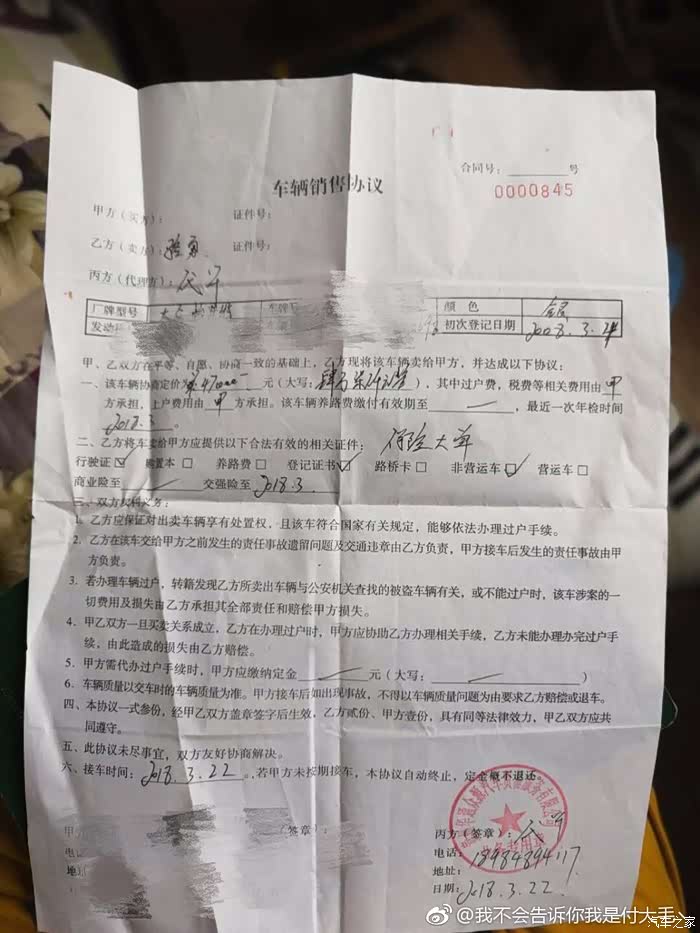 合同号:________号
0000845
车辆销售协议
甲方（买方）: 证件号:
乙方（卖方）: 证件号:
丙方（代理方）:
厂牌型号 颜色
初次登记日期 2008.3.24
甲、乙双方在平等、自愿、协商一致的基础上，乙方现将该车卖给甲方，并达成以下协议:
一、该车辆协商定价为¥47000元（大写: ），其中过户费，税费等相关费用由甲
方承担，上户费用由甲方承担。该车辆养路费缴付有效期至 ，最近一次年检时间
2018.3。
二、乙方将车卖给甲方应提供以下合法有效的相关证件: 保险大单
行驶证☑ 购置本□ 养路费□ 登记证书☑ 路桥卡□ 非营运车☑ 营运车□
商业险至 交强险至2018.3.
三、双方权利义务:
1. 乙方应保证对出卖车辆享有处置权，且该车符合国家有关规定，能够依法办理过户手续。
2. 乙方在该车交给甲方之前发生的责任事故遗留问题及交通违章由乙方负责，甲方接车后发生的责任事故由甲
方负责。
3. 若办理车辆过户，转籍发现乙方所卖出车辆与公安机关查找的被盗车辆有关，或不能过户时，该车涉案的一
切费用及损失由乙方承担其全部责任和赔偿甲方损失。
4. 甲乙双方一旦买卖关系成立，乙方在办理过户时，甲方应协助乙方办理相关手续，乙方未能办理办完过户手
续，由此造成的损失由乙方赔偿。
5. 甲方需代办过户手续时，甲方应缴纳定金 元（大写: ）
6. 车辆质量以交车时的车辆质量为准。甲方接车后如出现事故，不得以车辆质量问题为由要求乙方赔偿或退车。
四、本协议一式叁份，经甲乙双方盖章签字后生效，乙方贰份、甲方壹份，具有同等法律效力，甲乙双方应共
同遵守。
五、此协议未尽事宜，双方友好协商解决。
六、接车时间: 2018.3.22。若甲方未按期接车，本协议自动终止，定金概不退还。
（签章）: 丙方（签章）:
电话: 18984894117
地址:
日期: 2018.3.22.
@我不会告诉你我是付大手
汽车之家